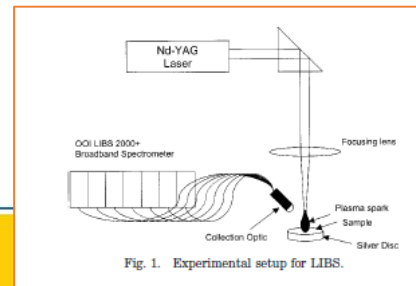 Nd-YAG
Laser
Focusing lens
OOI LIBS 2000+
Broadband Spectrometer
Plasma spark
Sample
Collection Optic
Silver Disc
Fig. 1. Experimental setup for LIBS.